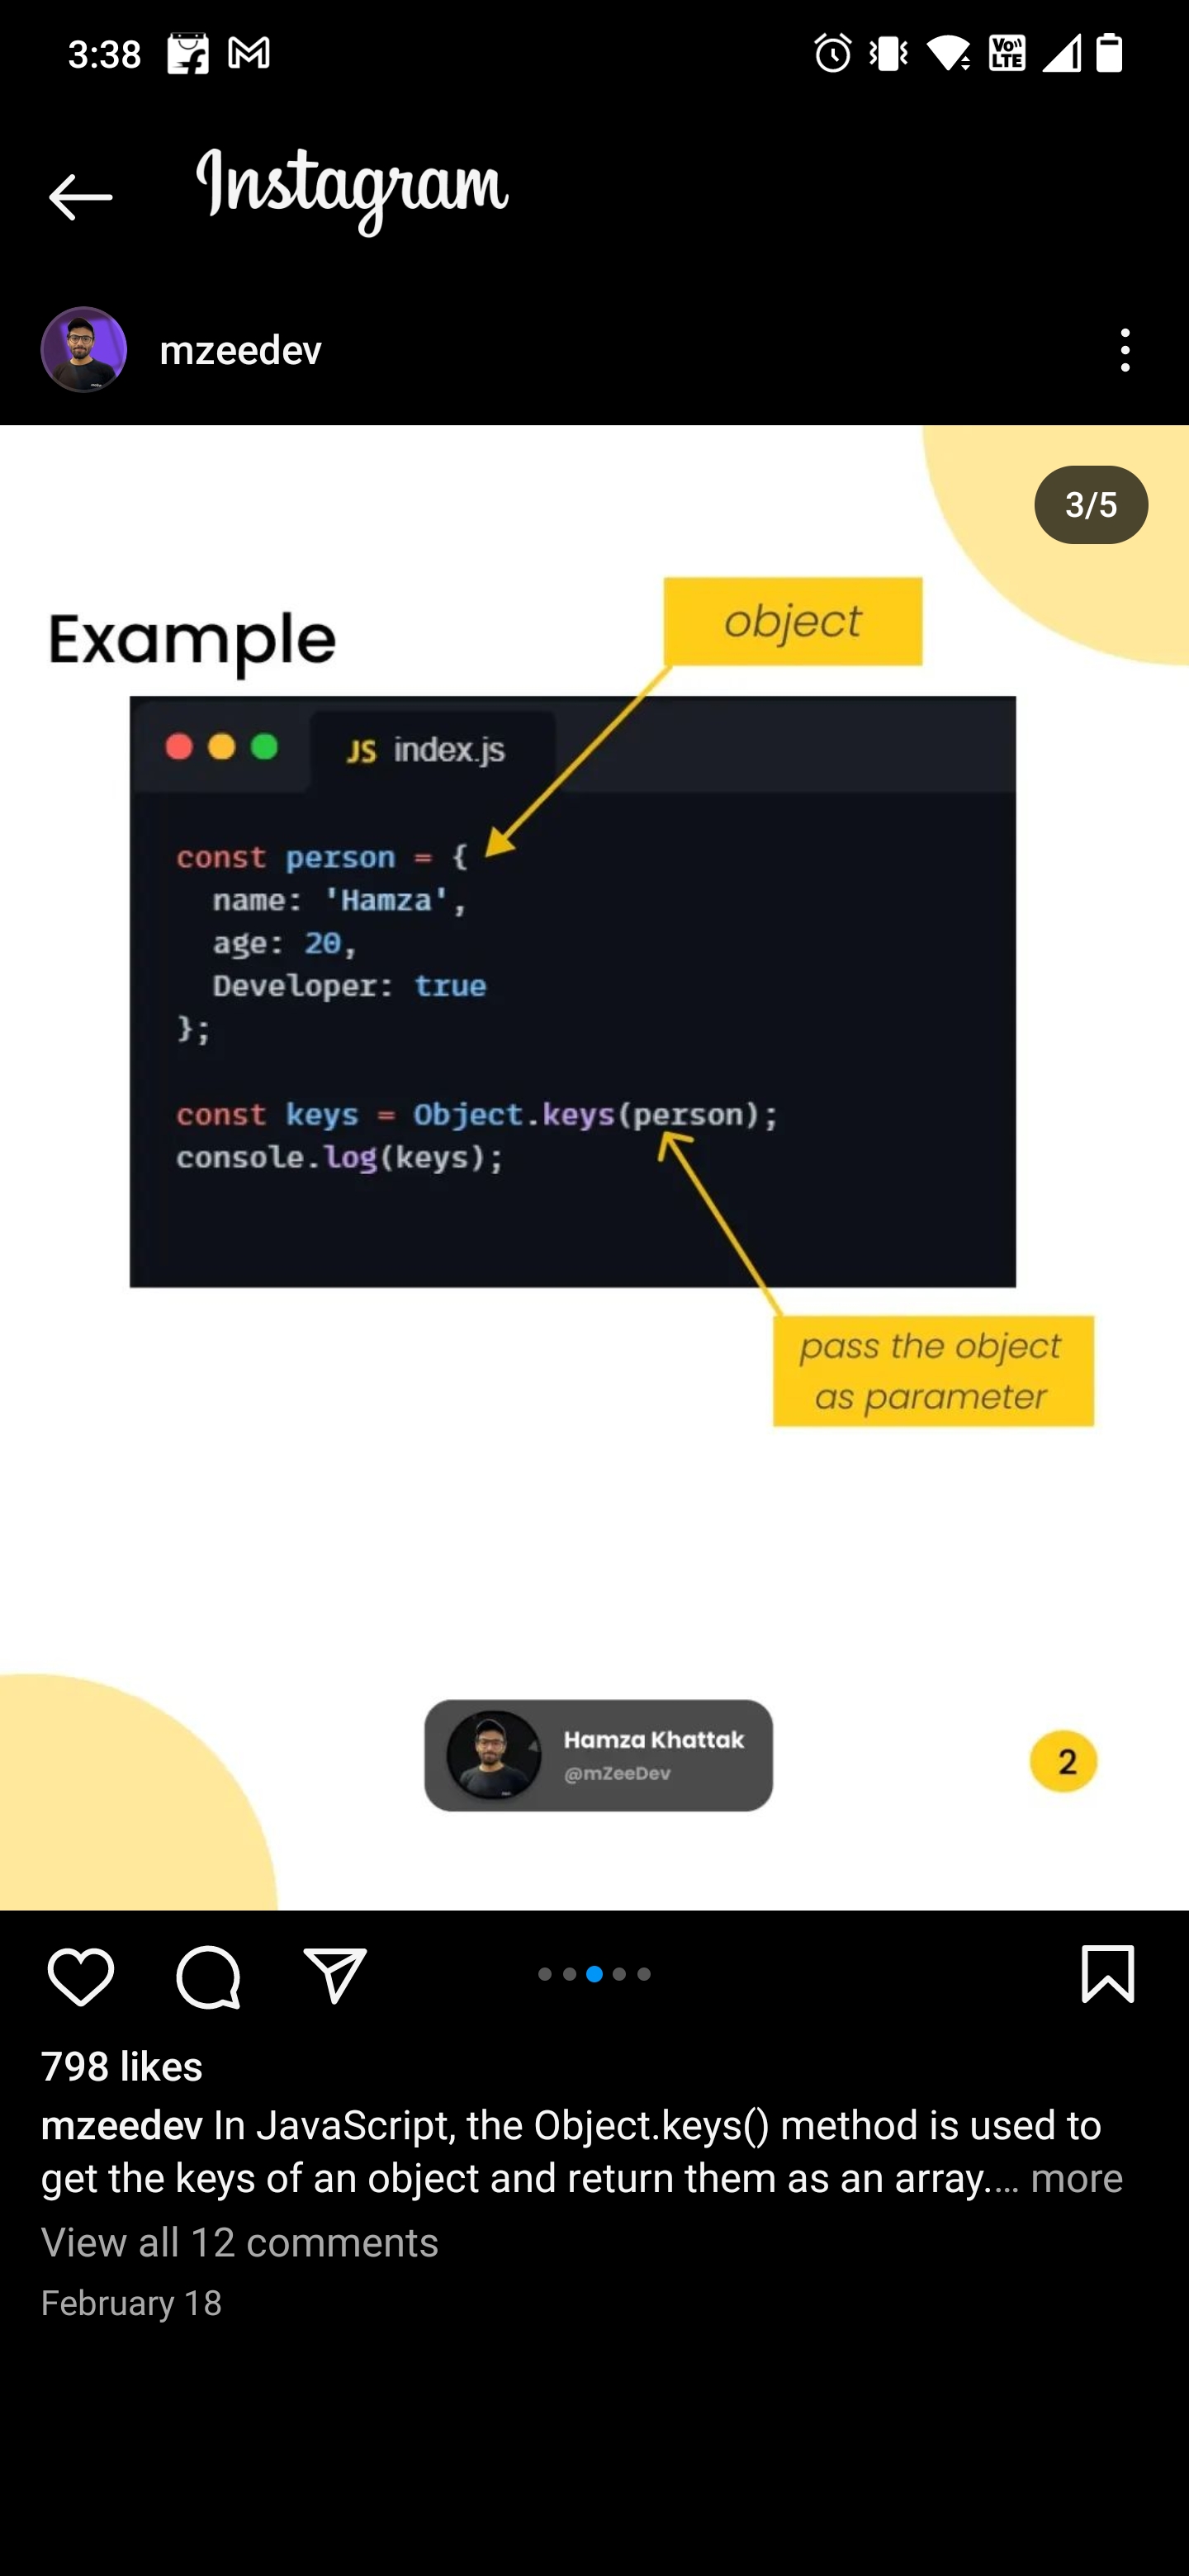 3:38
Vo)) LTE
Instagram
mzeedev
3/5
object
Example
JS index.js
const person = {
name: 'Hamza',
age: 20,
Developer: true
};
const keys = Object.keys(person);
console.log(keys);
pass the object
as parameter
Hamza Khattak
@mZeeDev
2
798 likes
mzeedev In JavaScript, the Object.keys() method is used to
get the keys of an object and return them as an array.… more
View all 12 comments
February 18